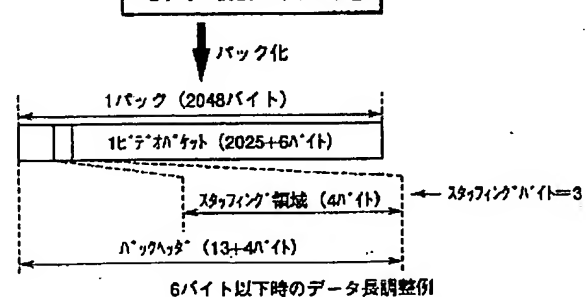 パック化
1パック (2048バイト)
1ビデオパケット (2025+6バイト)
スタッフィング領域 (4バイト)
スタッフィングバイト=3
パックヘッダ (13+4バイト)
6バイト以下時のデータ長調整例